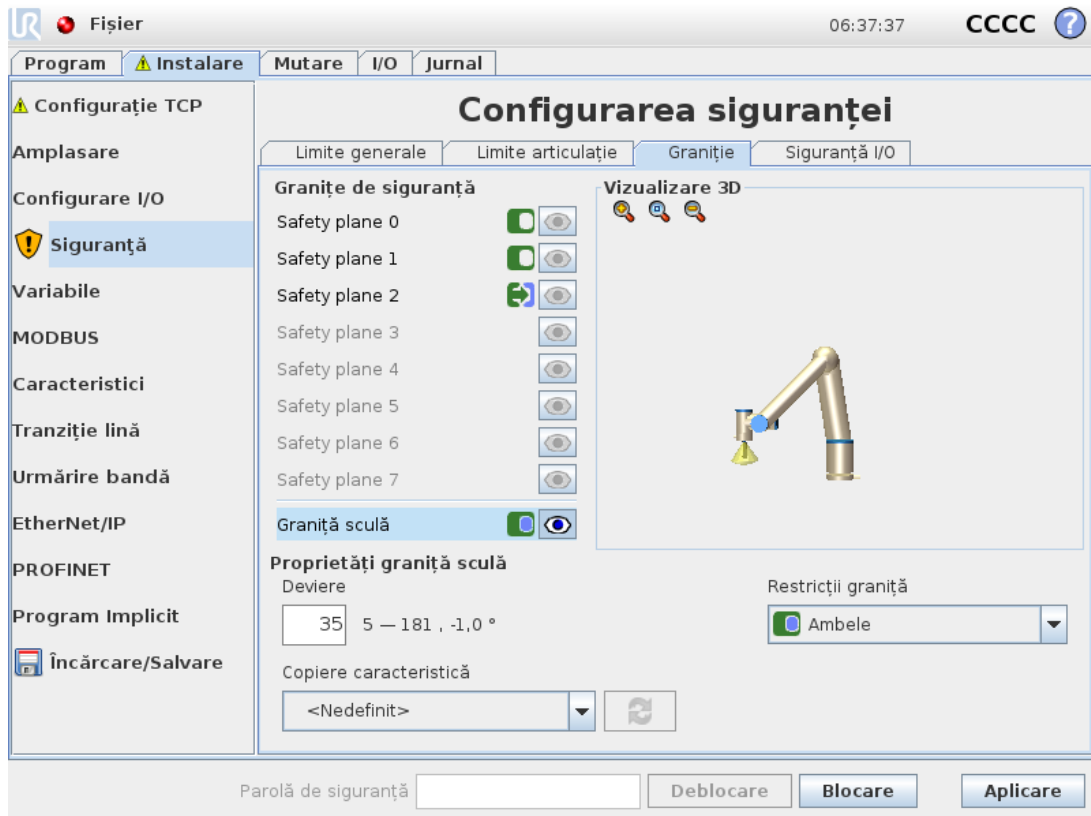 UR Fișier 06:37:37 CCCC ?
Program Instalare Mutare I/O Jurnal
Configurație TCP
Amplasare
Configurare I/O
Siguranță
Variabile
MODBUS
Caracteristici
Tranziție lină
Urmărire bandă
EtherNet/IP
PROFINET
Program Implicit
Încărcare/Salvare
Configurarea siguranței
Limite generale Limite articulație Graniție Siguranță I/O
Granițe de siguranță
Safety plane 0
Safety plane 1
Safety plane 2
Safety plane 3
Safety plane 4
Safety plane 5
Safety plane 6
Safety plane 7
Graniță sculă
Vizualizare 3D
Proprietăți graniță sculă
Deviere
35 5 — 181 , -1,0 °
Copiere caracteristică
<Nedefinit>
Restricții graniță
Ambele
Parolă de siguranță Deblocare Blocare Aplicare